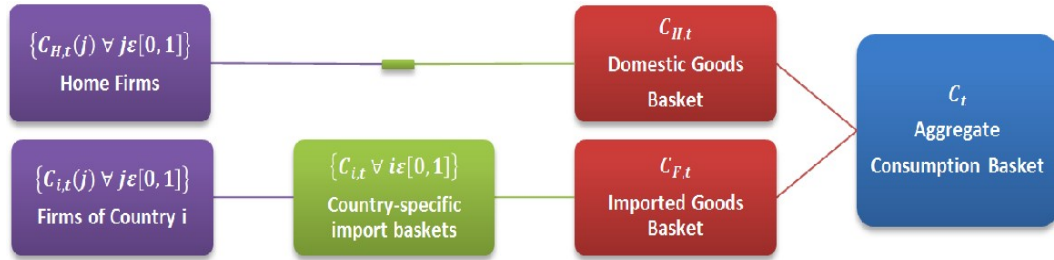 {C_{H,t}(j) ∀ jε[0, 1]}
Home Firms
C_{H,t}
Domestic Goods
Basket
C_t
Aggregate
Consumption Basket
{C_{i,t}(j) ∀ jε[0, 1]}
Firms of Country i
{C_{i,t} ∀ iε[0, 1]}
Country-specific
import baskets
C_{F,t}
Imported Goods
Basket